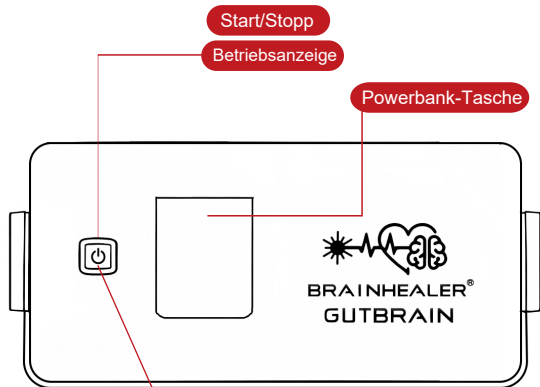 Start/Stopp
Betriebsanzeige
Powerbank-Tasche
BRAINHEALER®
GUTBRAIN